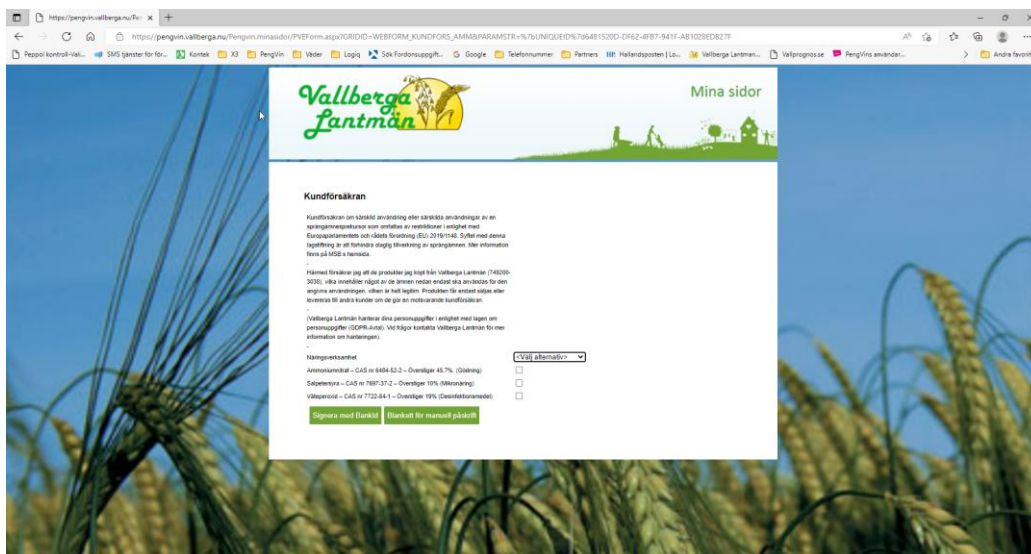 https://pengvin.vallberga.nu/Pen
https://pengvin.vallberga.nu/Pengvin.minasidor/PVEForm.aspx?GRIDID=WEBFORM_KUNDFORS_AMM&PARAMSTR=%7bUNIQUEID%7d6481520D-DF62-4FB7-941F-AB1028EDB27F
Peppol kontroll-Vali... SMS tjänster för för... Kontek X3 PengVin Väder Logiq Sök Fordonsuppgift... Google Telefonnummer Partners Hallandsposten | Lo... Vallberga Lantmän... Vallprognos.se PengVins användar... Andra favorit
Vallberga
Lantmän
Mina sidor
Kundförsäkran
Kundförsäkran om särskild användning eller särskilda användningar av en
sprängämnesprekursor som omfattas av restriktioner i enlighet med
Europaparlamentets och rådets förordning (EU) 2019/1148. Syftet med denna
lagstiftning är att förhindra olaglig tillverkning av sprängämnen. Mer information
finns på MSB:s hemsida.
-
Härmed försäkrar jag att de produkter jag köpt från Vallberga Lantmän (749200-
3038), vilka innehåller något av de ämnen nedan endast ska användas för den
angivna användningen, vilken är helt legitim. Produkten får endast säljas eller
levereras till andra kunder om de gör en motsvarande kundförsäkran.
-
(Vallberga Lantmän hanterar dina personuppgifter i enlighet med lagen om
personuppgifter (GDPR-Avtal). Vid frågor kontakta Vallberga Lantmän för mer
information om hanteringen).
-
Näringsverksamhet <Välj alternativ>
Ammoniumnitrat – CAS nr 6484-52-2 – Överstiger 45,7%. (Gödning)
Salpetersyra – CAS nr 7697-37-2 – Överstiger 10% (Mikronäring)
Väteperoxid – CAS nr 7722-84-1 – Överstiger 19% (Desinfektionsmedel)
Signera med BankId Blankett för manuell påskrift